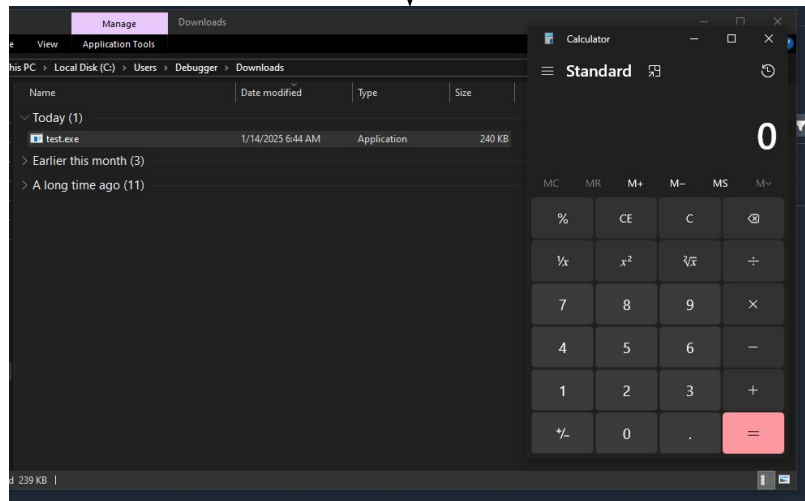 Manage Downloads
e View Application Tools
his PC > Local Disk (C:) > Users > Debugger > Downloads
Name Date modified Type Size
Today (1)
test.exe 1/14/2025 6:44 AM Application 240 KB
Earlier this month (3)
A long time ago (11)
d 239 KB
Calculator
Standard
0
MC MR M+ M− MS M
% CE C
¹/x x² ²√x ÷
7 8 9 ×
4 5 6 −
1 2 3 +
+/− 0 . =